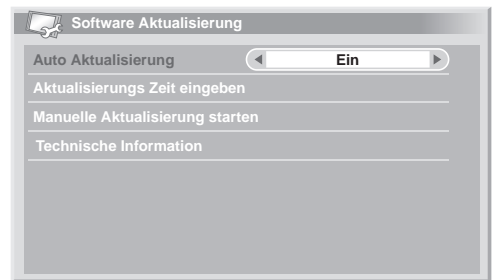 Software Aktualisierung
Auto Aktualisierung Ein
Aktualisierungs Zeit eingeben
Manuelle Aktualisierung starten
Technische Information